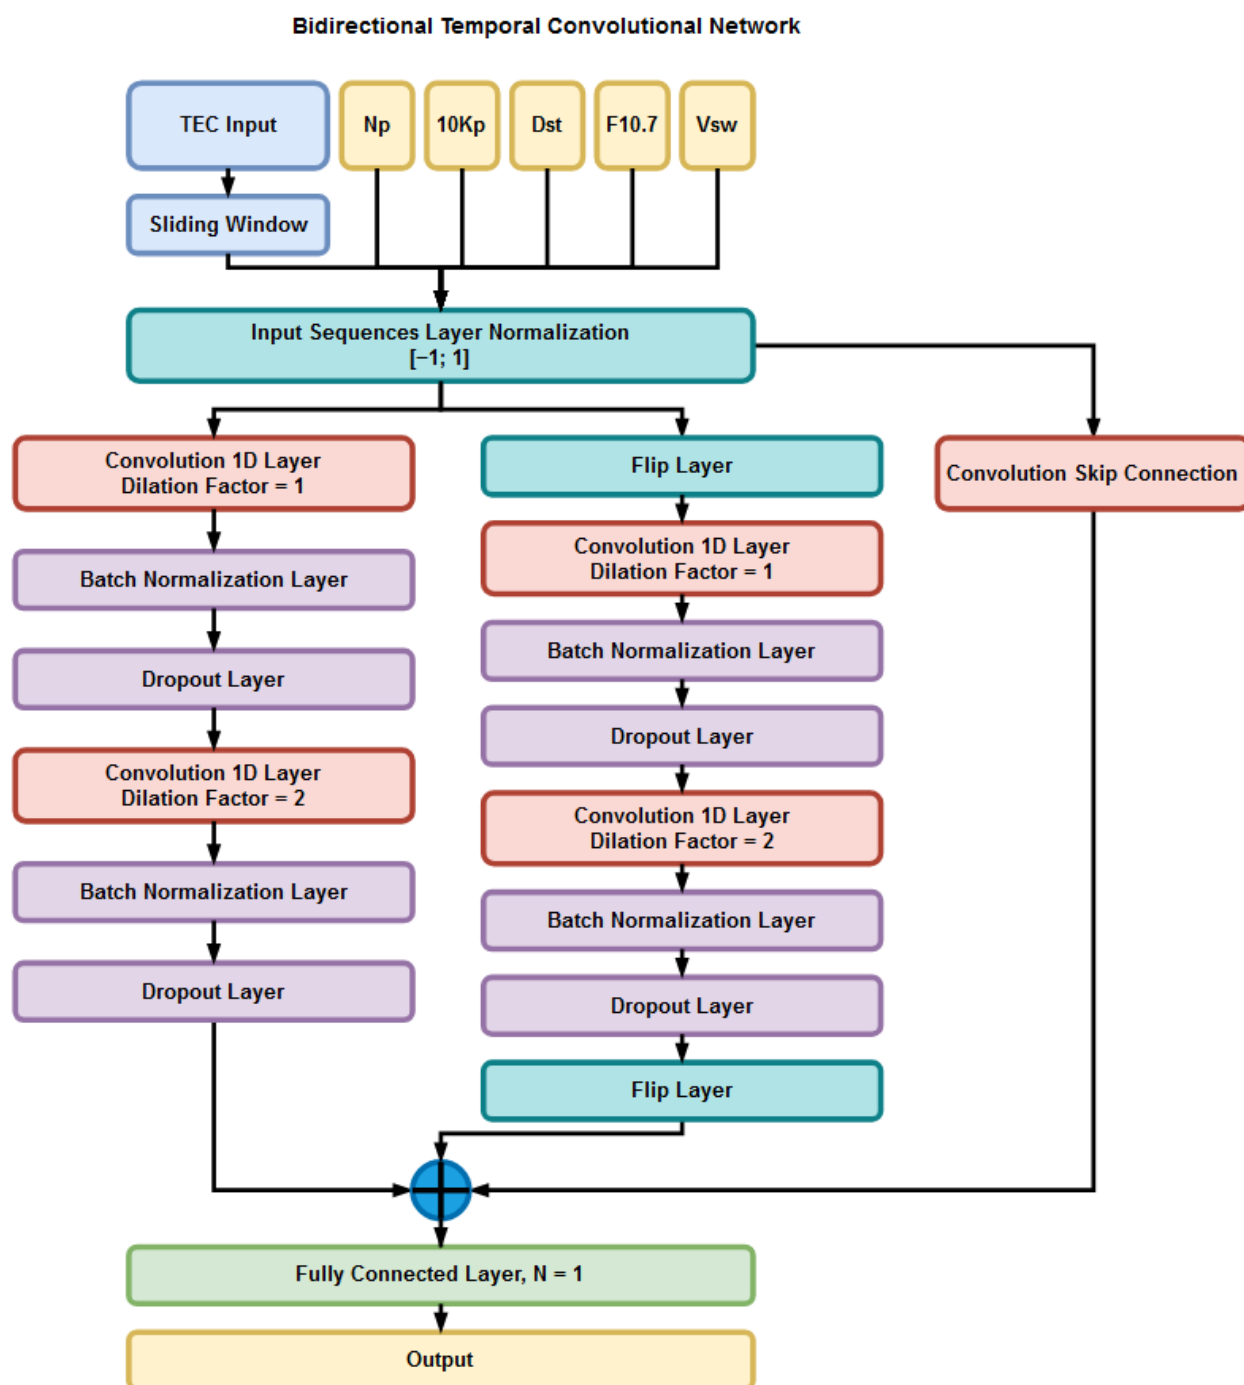 Bidirectional Temporal Convolutional Network
TEC Input
Np
10Kp
Dst
F10.7
Vsw
Sliding Window
Input Sequences Layer Normalization
[−1; 1]
Convolution 1D Layer
Dilation Factor = 1
Batch Normalization Layer
Dropout Layer
Convolution 1D Layer
Dilation Factor = 2
Batch Normalization Layer
Dropout Layer
Flip Layer
Convolution 1D Layer
Dilation Factor = 1
Batch Normalization Layer
Dropout Layer
Convolution 1D Layer
Dilation Factor = 2
Batch Normalization Layer
Dropout Layer
Flip Layer
Convolution Skip Connection
Fully Connected Layer, N = 1
Output